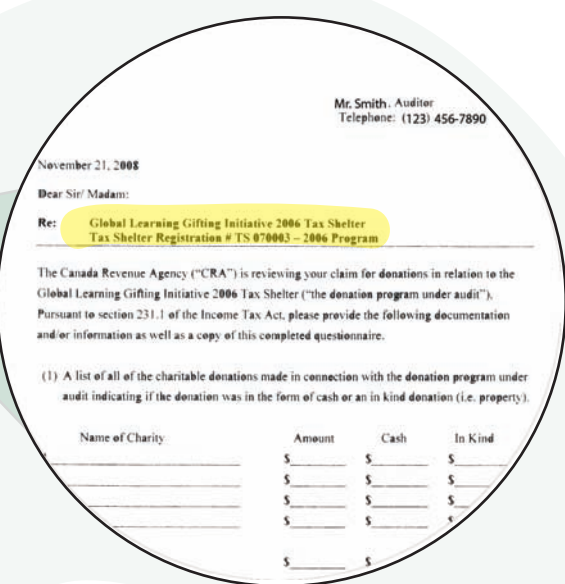 Mr. Smith. Auditor
Telephone: (123) 456-7890
November 21, 2008
Dear Sir/ Madam:
Re: Global Learning Gifting Initiative 2006 Tax Shelter
Tax Shelter Registration # TS 070003 – 2006 Program
The Canada Revenue Agency ("CRA") is reviewing your claim for donations in relation to the
Global Learning Gifting Initiative 2006 Tax Shelter ("the donation program under audit").
Pursuant to section 231.1 of the Income Tax Act, please provide the following documentation
and/or information as well as a copy of this completed questionnaire.
(1) A list of all of the charitable donations made in connection with the donation program under
audit indicating if the donation was in the form of cash or an in kind donation (i.e. property).
Name of Charity Amount Cash In Kind
$ $ $
$ $ $
$ $ $
$ $ $
$ $